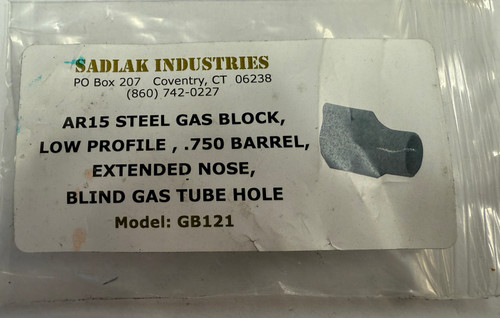 SADLAK INDUSTRIES
PO Box 207 Coventry, CT 06238
(860) 742-0227
AR15 STEEL GAS BLOCK,
LOW PROFILE , .750 BARREL,
EXTENDED NOSE,
BLIND GAS TUBE HOLE
Model: GB121